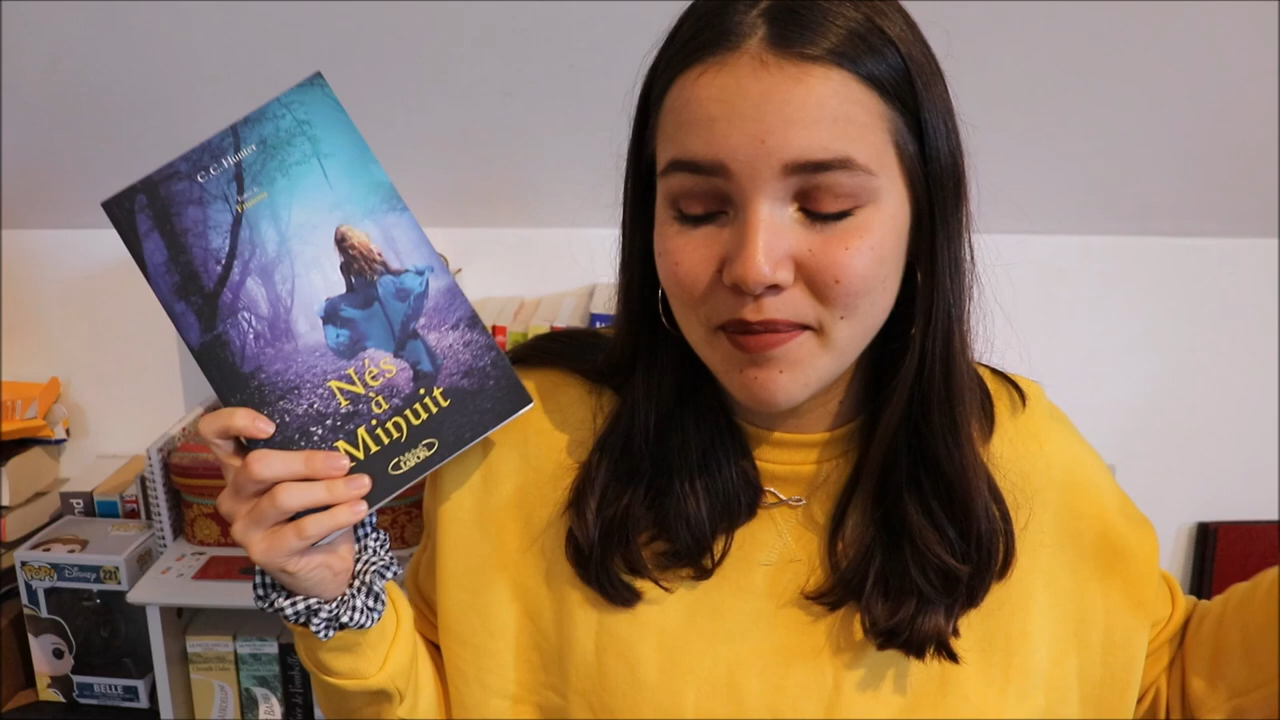 C.C. Hunter
Nés
à
Minuit
Michel
LAFON
POP!
Disney
221
BELLE